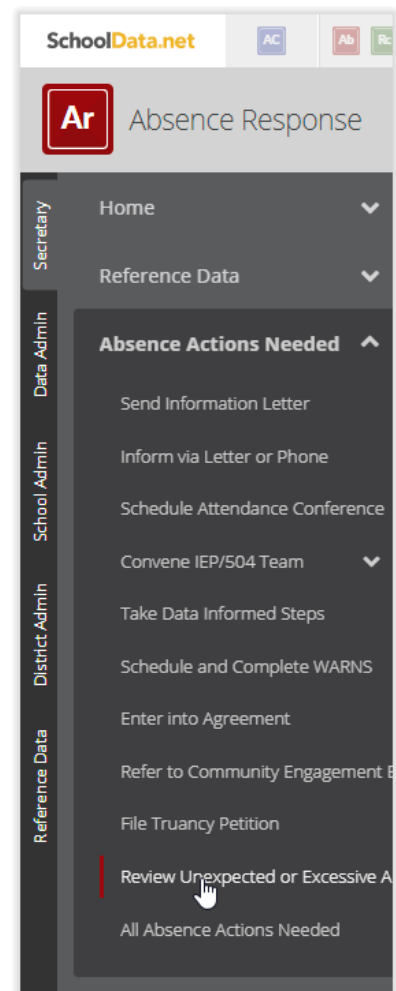 SchoolData.net AC Ab Rc
Ar Absence Response
Secretary
Data Admin
School Admin
District Admin
Reference Data
Home
Reference Data
Absence Actions Needed
Send Information Letter
Inform via Letter or Phone
Schedule Attendance Conference
Convene IEP/504 Team
Take Data Informed Steps
Schedule and Complete WARNS
Enter into Agreement
Refer to Community Engagement
File Truancy Petition
Review Unexpected or Excessive A
All Absence Actions Needed